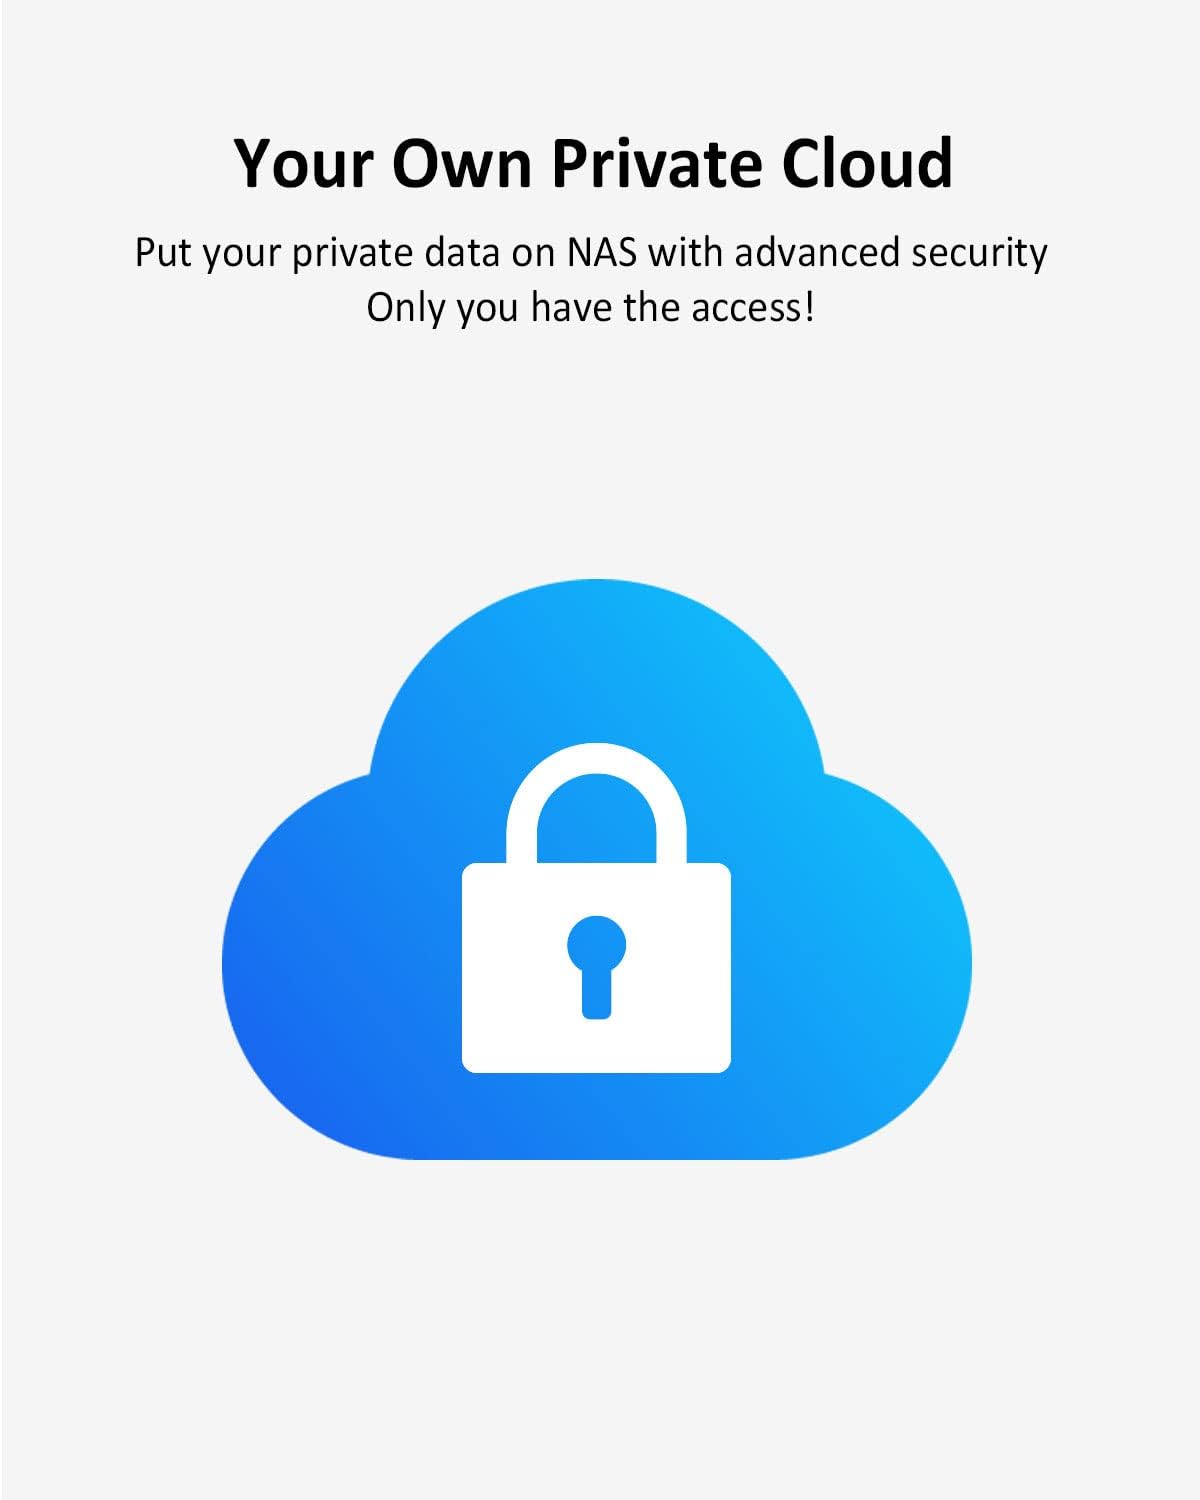 Your Own Private Cloud
Put your private data on NAS with advanced security
Only you have the access!